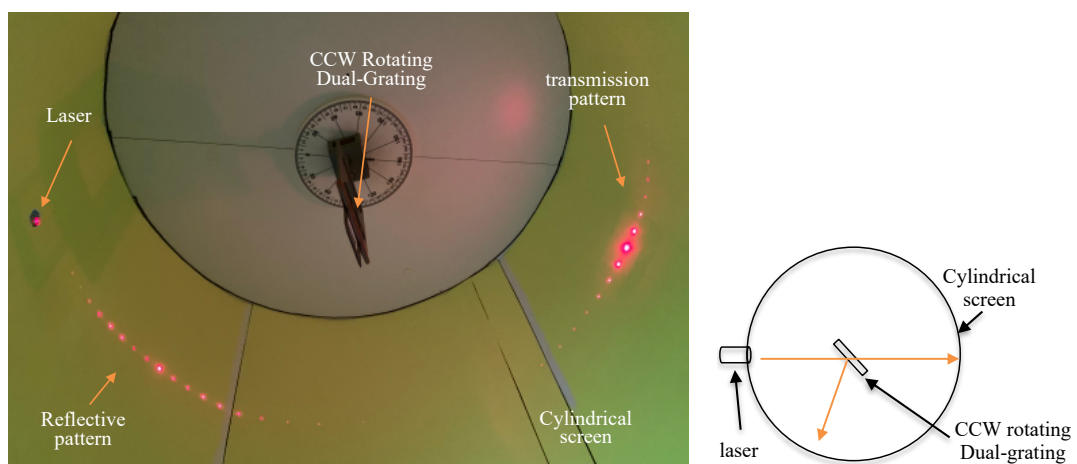 CCW Rotating
Dual-Grating
transmission
pattern
Laser
Reflective
pattern
Cylindrical
screen
Cylindrical
screen
laser
CCW rotating
Dual-grating